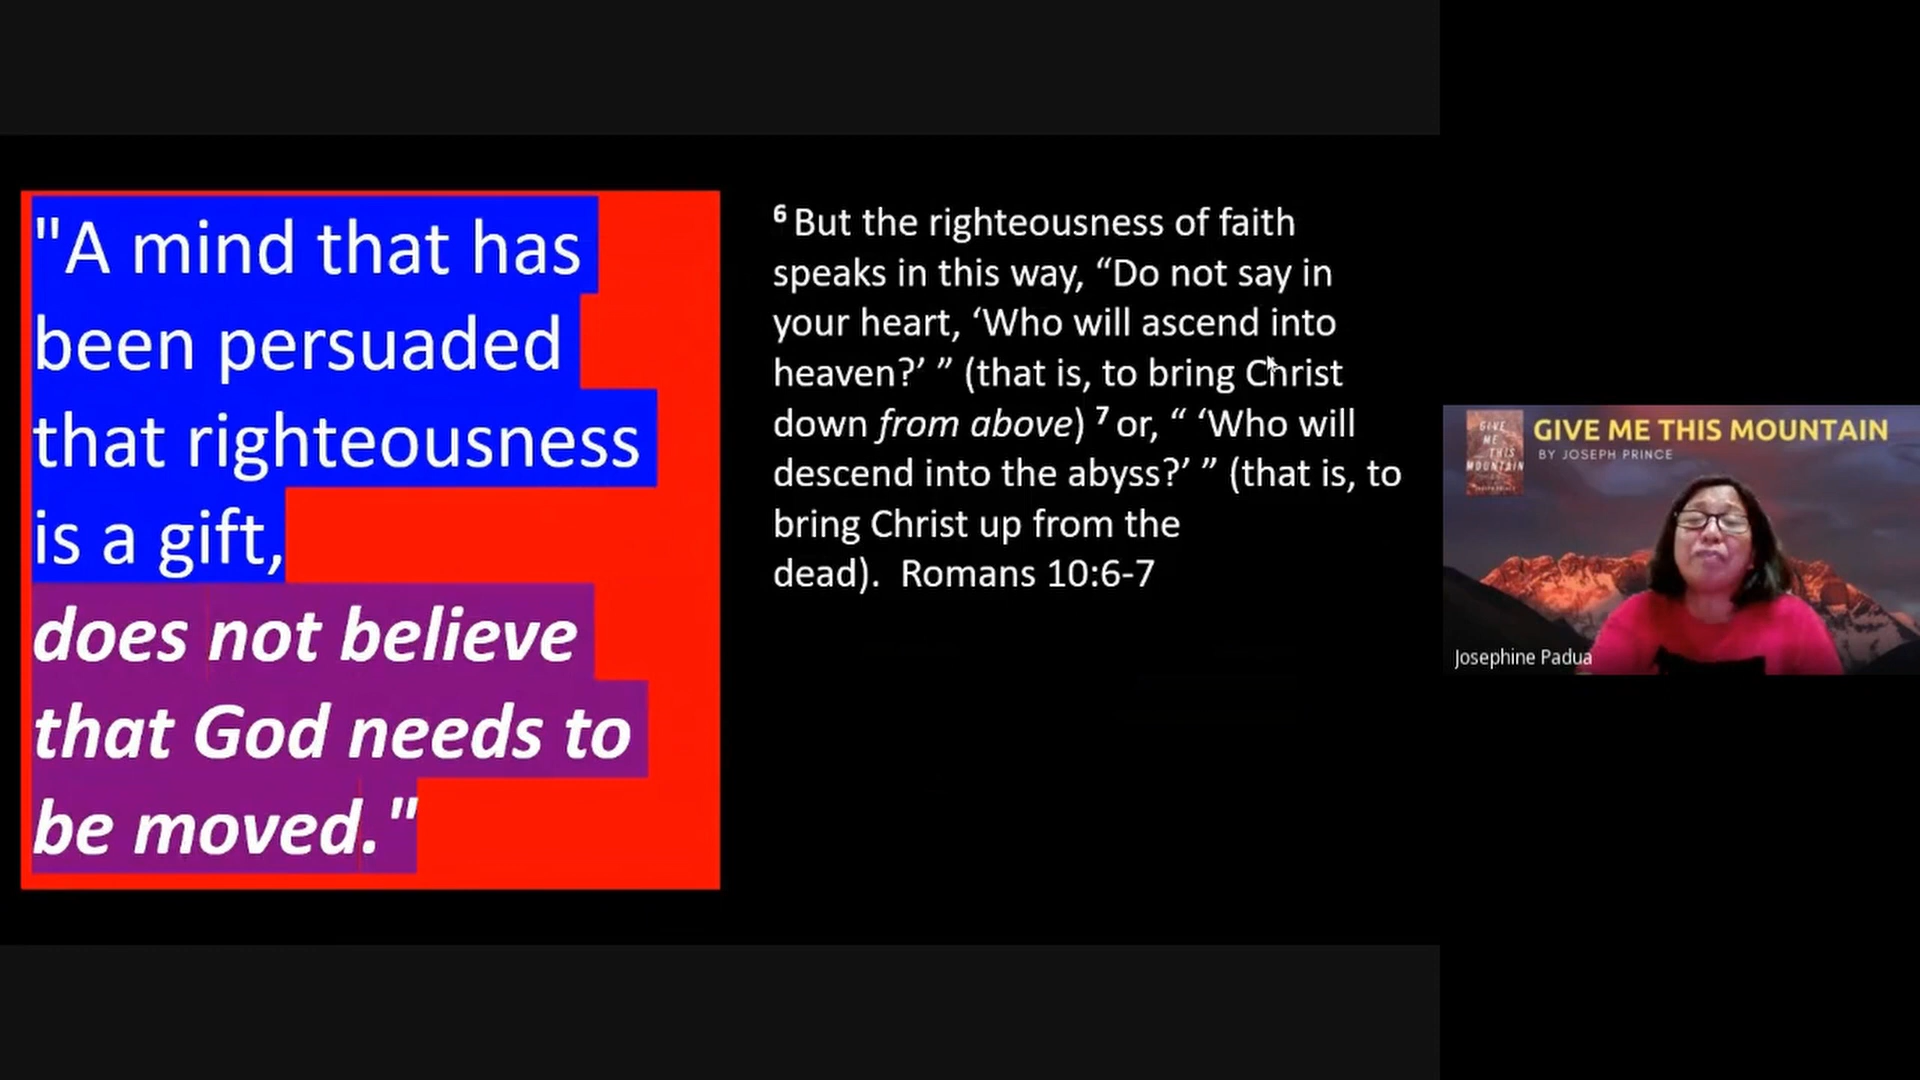 "A mind that has
been persuaded
that righteousness
is a gift,
does not believe
that God needs to
be moved."
6 But the righteousness of faith
speaks in this way, “Do not say in
your heart, ‘Who will ascend into
heaven?’ ” (that is, to bring Christ
down from above) 7 or, “ ‘Who will
descend into the abyss?’ ” (that is, to
bring Christ up from the
dead).  Romans 10:6-7
GIVE
ME
THIS
MOUNTAIN
GIVE ME THIS MOUNTAIN
BY JOSEPH PRINCE
Josephine Padua